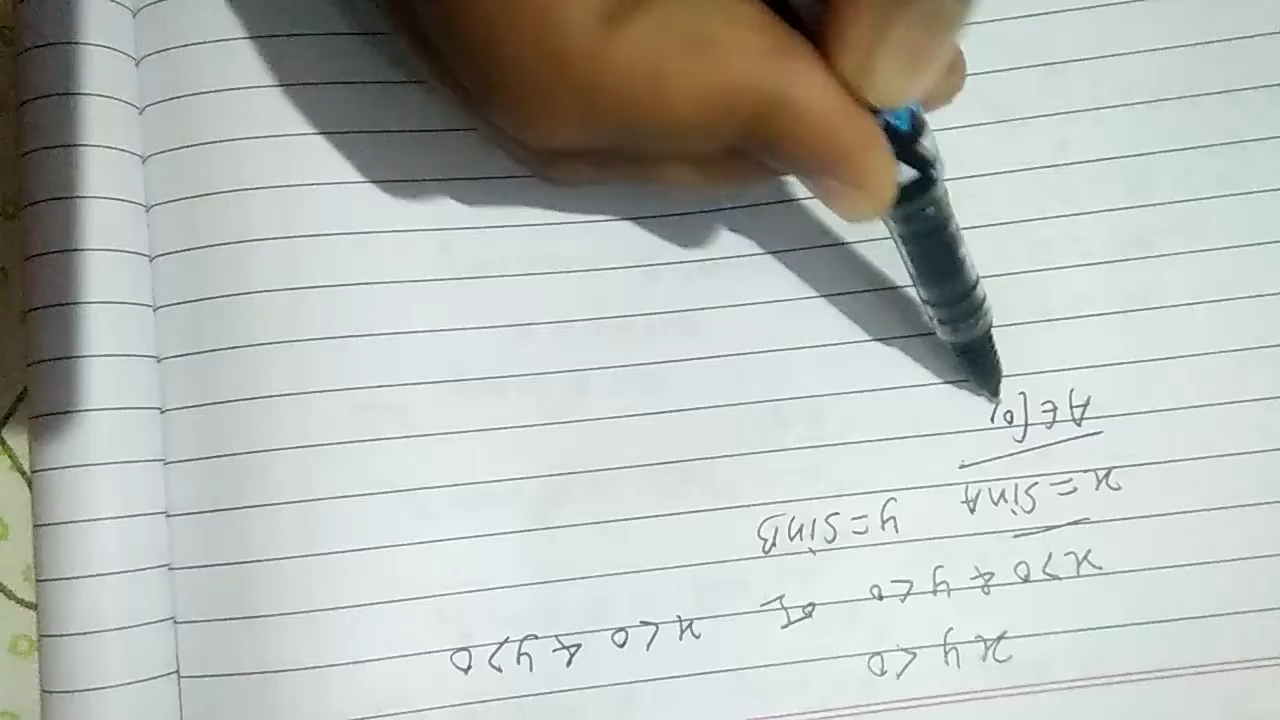 xy<0
x>0 & y<0 or x<0 & y>0
x=sinA y=sinB
A∈[0,